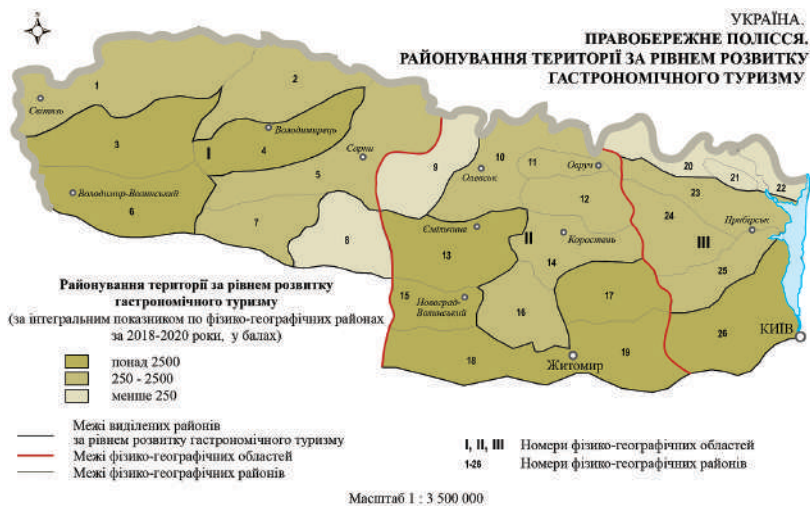 УКРАЇНА.
ПРАВОБЕРЕЖНЕ ПОЛІССЯ.
РАЙОНУВАННЯ ТЕРИТОРІЇ ЗА РІВНЕМ РОЗВИТКУ
ГАСТРОНОМІЧНОГО ТУРИЗМУ
1
2
Світязь
3
I
Володимирець
4
Сарни
5
Володимир-Волинський
6
7
8
9
10
Олевськ
11
Овруч
12
20
21
22
23
24
Прибірськ
III
25
Ємільчине
13
II
Коростень
14
15
Новоград-
Волинський
16
17
18
Житомир
19
26
КИЇВ
Районування території за рівнем розвитку
гастрономічного туризму
(за інтегральним показником по фізико-географічних районах
за 2018-2020 роки, у балах)
понад 2500
250 - 2500
менше 250
Межі виділених районів
за рівнем розвитку гастрономічного туризму
Межі фізико-географічних областей
Межі фізико-географічних районів
I, II, III Номери фізико-географічних областей
1-26 Номери фізико-географічних районів
Масштаб 1 : 3 500 000